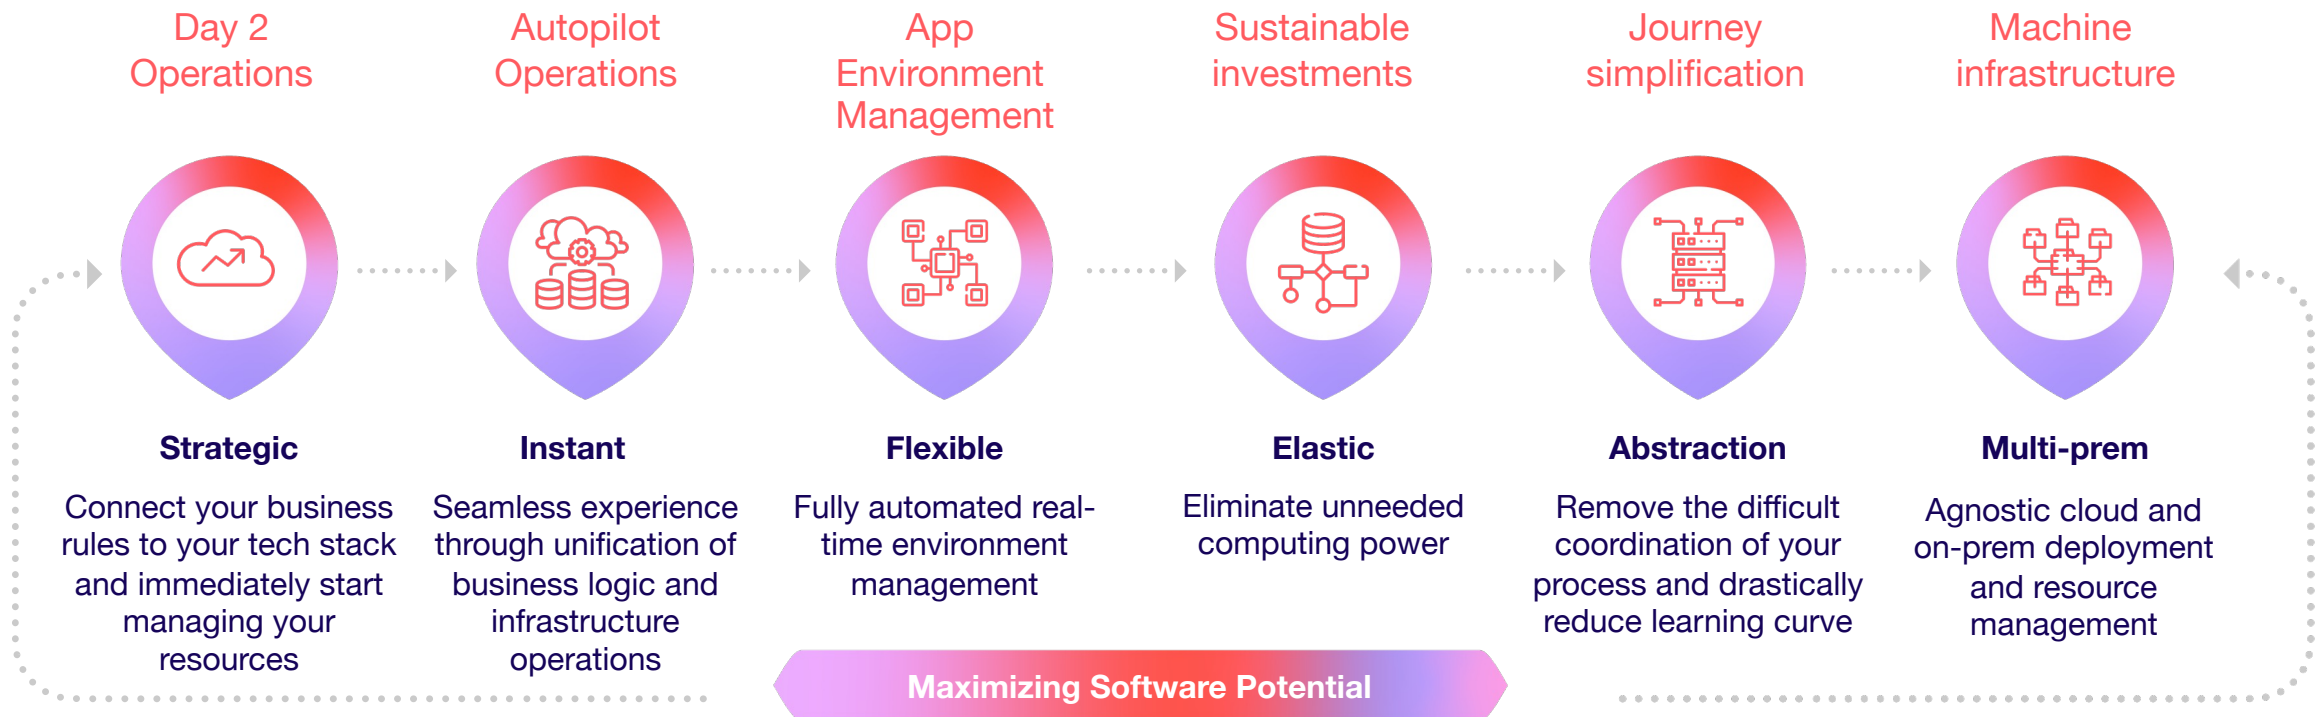 Day 2
Operations
Autopilot
Operations
App
Environment
Management
Sustainable
investments
Journey
simplification
Machine
infrastructure
Strategic
Connect your business
rules to your tech stack
and immediately start
managing your
resources
Instant
Seamless experience
through unification of
business logic and
infrastructure
operations
Flexible
Fully automated real-
time environment
management
Elastic
Eliminate unneeded
computing power
Abstraction
Remove the difficult
coordination of your
process and drastically
reduce learning curve
Multi-prem
Agnostic cloud and
on-prem deployment
and resource
management
Maximizing Software Potential